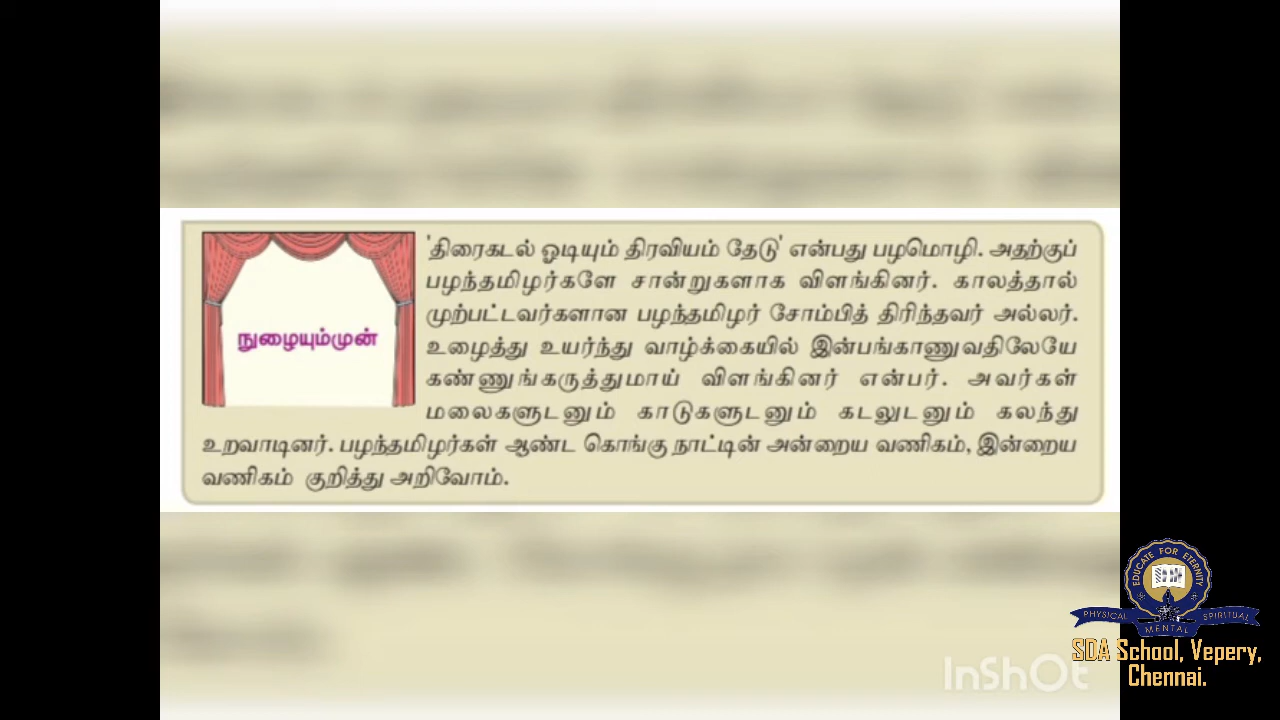 'திரைகடல் ஓடியும் திரவியம் தேடு' என்பது பழமொழி. அதற்குப்
பழந்தமிழர்களே சான்றுகளாக விளங்கினர். காலத்தால்
முற்பட்டவர்களான பழந்தமிழர் சோம்பித் திரிந்தவர் அல்லர்.
நுழையும்முன்
உழைத்து உயர்ந்து வாழ்க்கையில் இன்பங்காணுவதிலேயே
கண்ணுங்கருத்துமாய் விளங்கினர் என்பர். அவர்கள்
மலைகளுடனும் காடுகளுடனும் கடலுடனும் கலந்து
உறவாடினர். பழந்தமிழர்கள் ஆண்ட கொங்கு நாட்டின் அன்றைய வணிகம், இன்றைய
வணிகம் குறித்து அறிவோம்.
EDUCATE FOR ETERNITY
PHYSICAL MENTAL SPIRITUAL
SDA School, Vepery,
Chennai.
InShOt